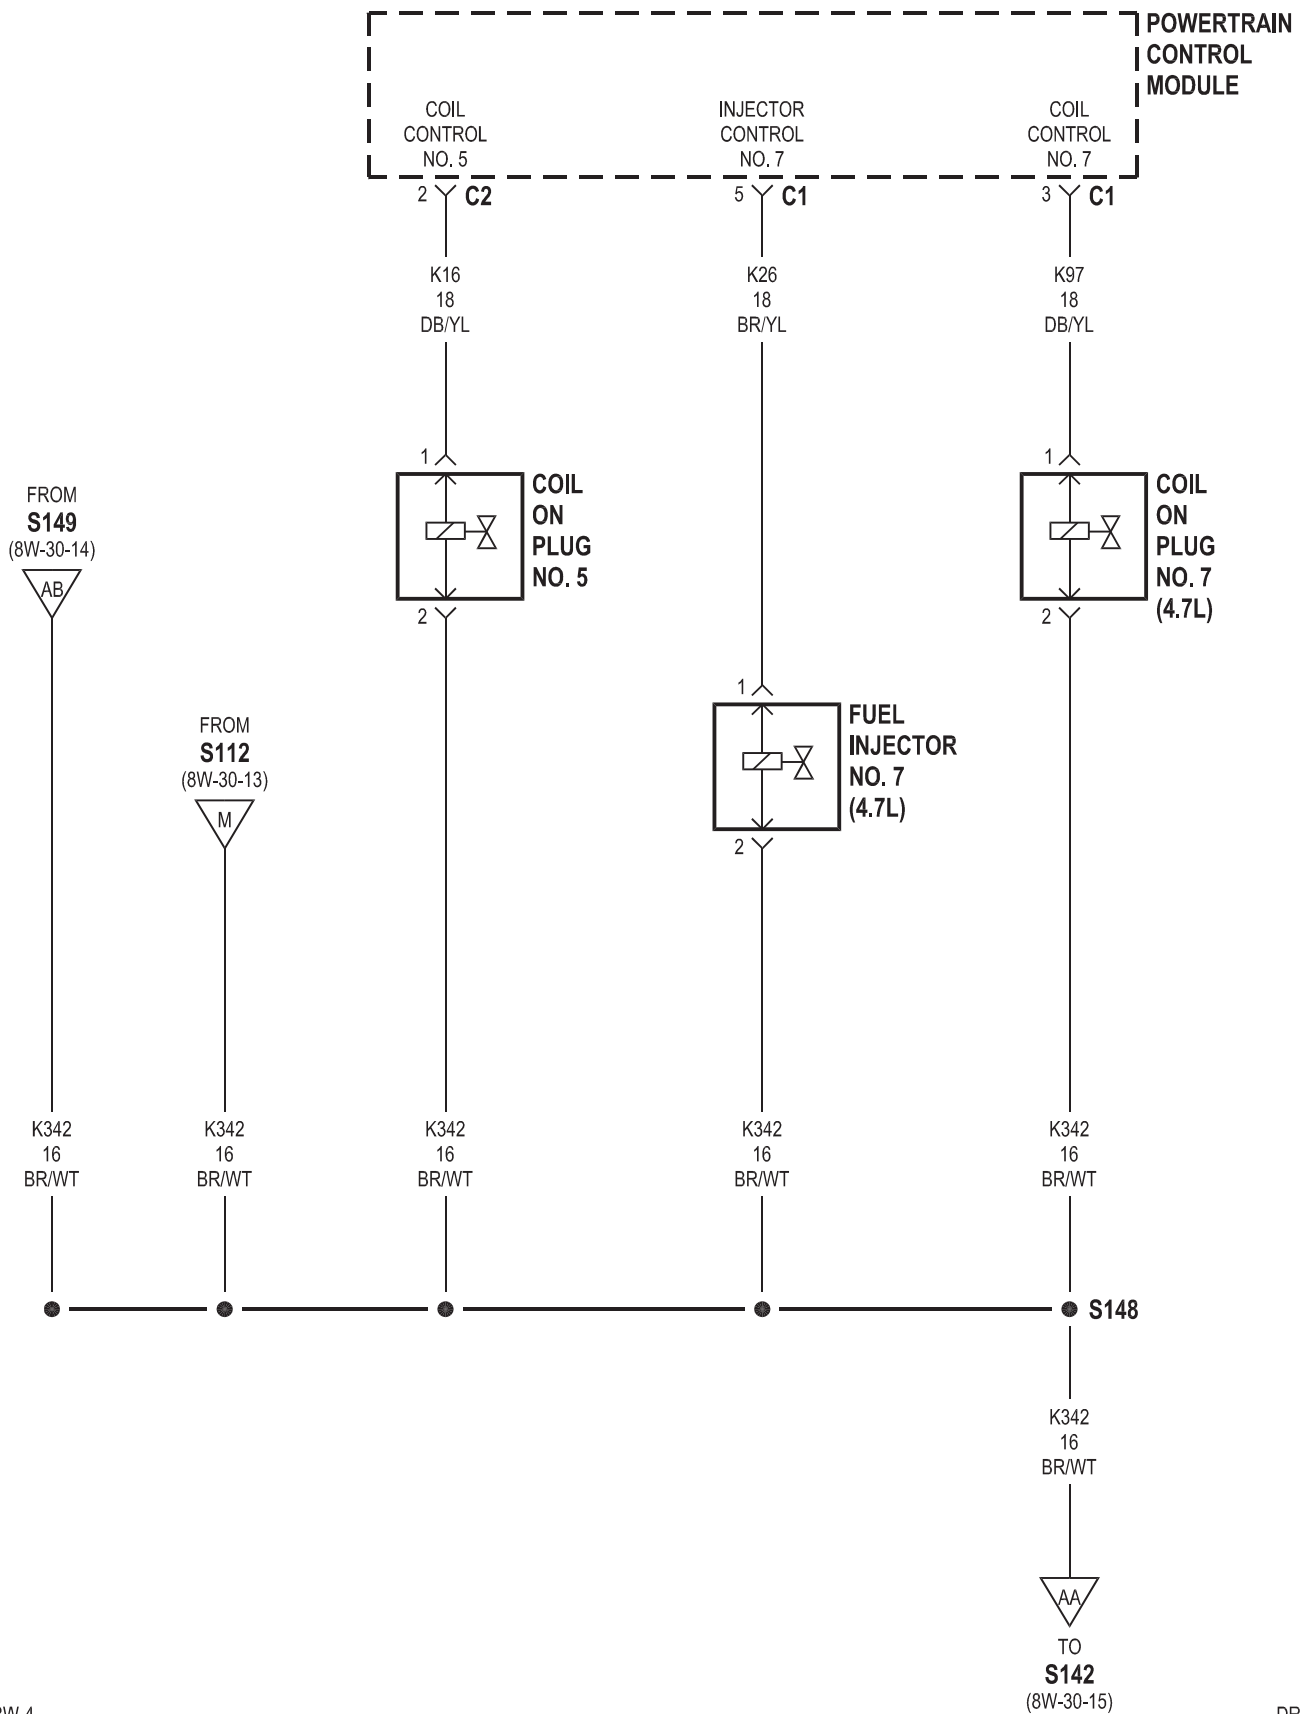 POWERTRAIN
CONTROL
MODULE
COIL
CONTROL
NO. 5
INJECTOR
CONTROL
NO. 7
COIL
CONTROL
NO. 7
2 C2
5 C1
3 C1
K16
18
DB/YL
K26
18
BR/YL
K97
18
DB/YL
FROM
S149
(8W-30-14)
AB
1
COIL
ON
PLUG
NO. 5
2
1
COIL
ON
PLUG
NO. 7
(4.7L)
2
FROM
S112
(8W-30-13)
M
1
FUEL
INJECTOR
NO. 7
(4.7L)
2
K342
16
BR/WT
K342
16
BR/WT
K342
16
BR/WT
K342
16
BR/WT
K342
16
BR/WT
S148
K342
16
BR/WT
AA
TO
S142
(8W-30-15)